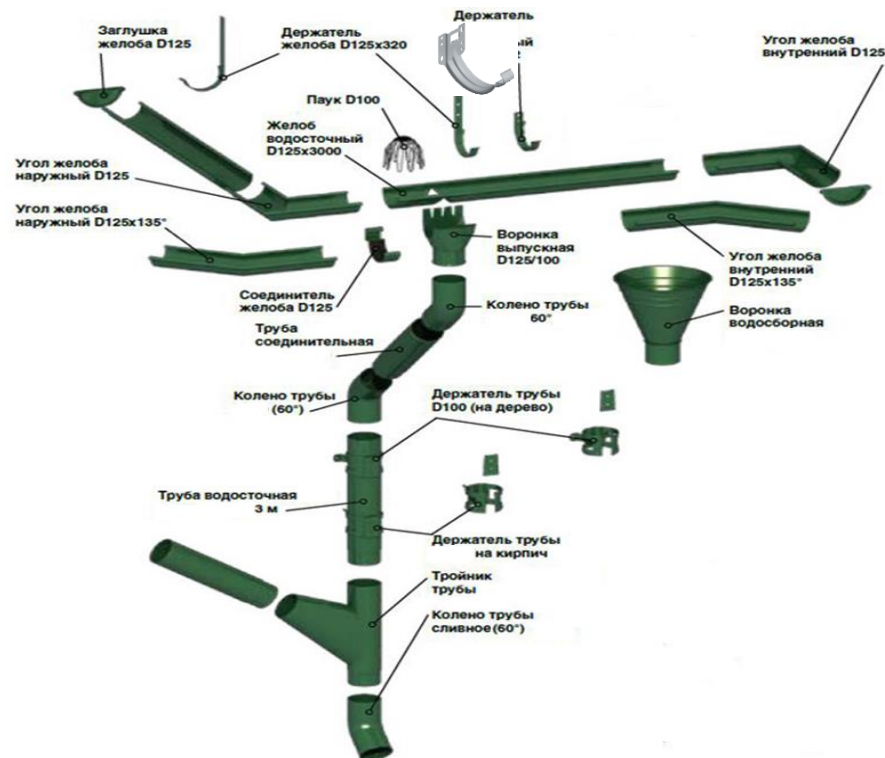 Заглушка
желоба D125
Держатель
желоба D125x320
Держатель
ый
Угол желоба
внутренний D125
Паук D100
Желоб
водосточный
D125x3000
Угол желоба
наружный D125
Угол желоба
наружный D125x135°
Воронка
выпускная
D125/100
Угол желоба
внутренний
D125x135°
Соединитель
желоба D125
Колено трубы
60°
Воронка
водосборная
Труба
соединительная
Колено трубы
(60°)
Держатель трубы
D100 (на дерево)
Труба водосточная
3 м
Держатель трубы
на кирпич
Тройник
трубы
Колено трубы
сливное(60°)